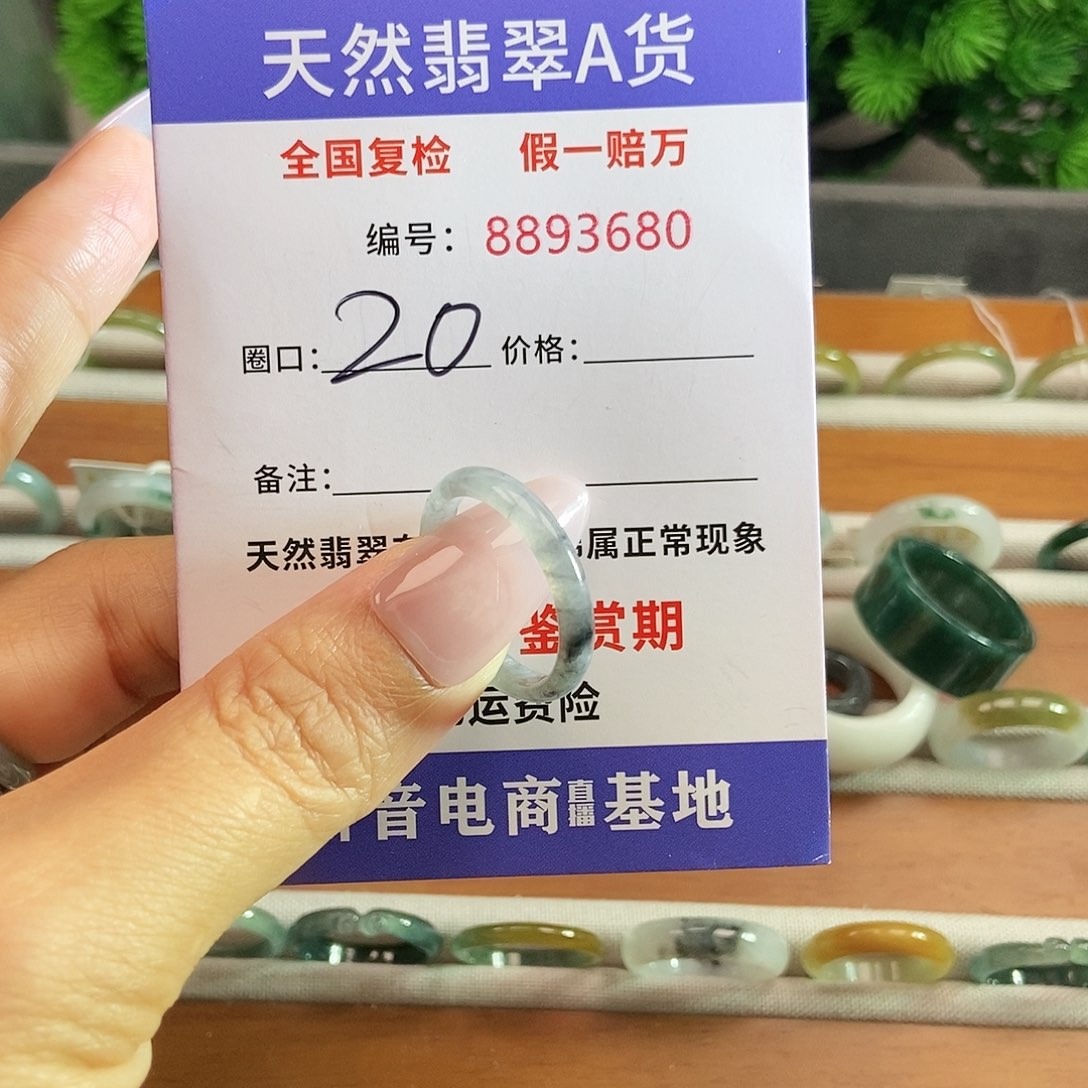 天然翡翠A货
全国复检 假一赔万
编号：8893680
圈口：20 价格：
备注：
天然翡翠 属正常现象
鉴赏期
运费险
音电商直播基地